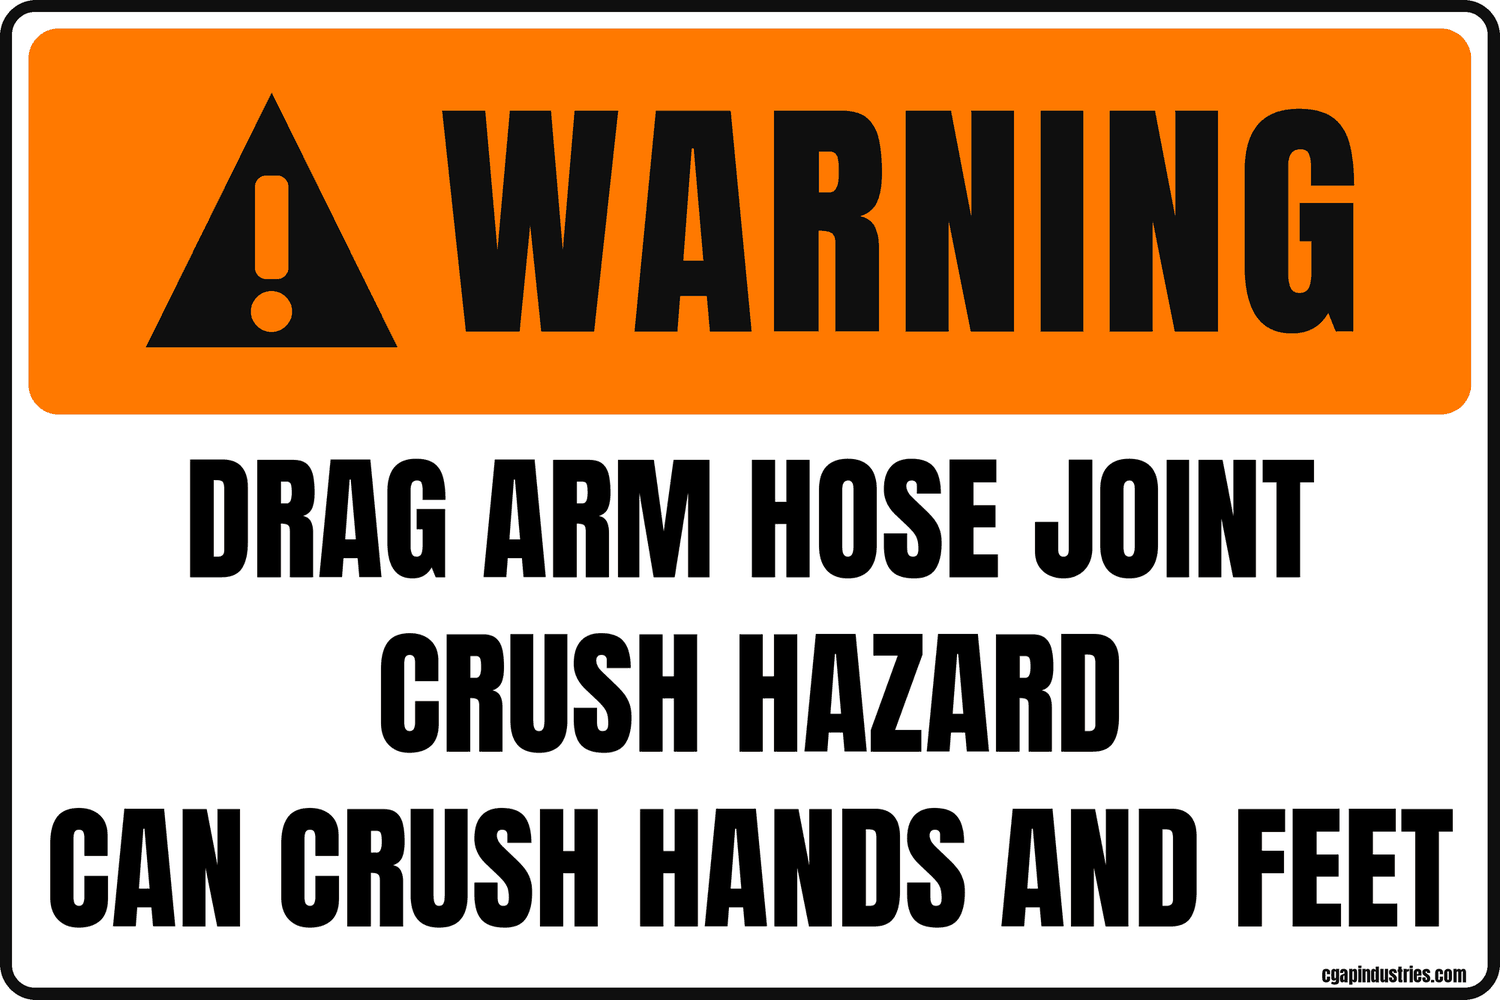 WARNING
DRAG ARM HOSE JOINT
CRUSH HAZARD
CAN CRUSH HANDS AND FEET
cgapindustries.com